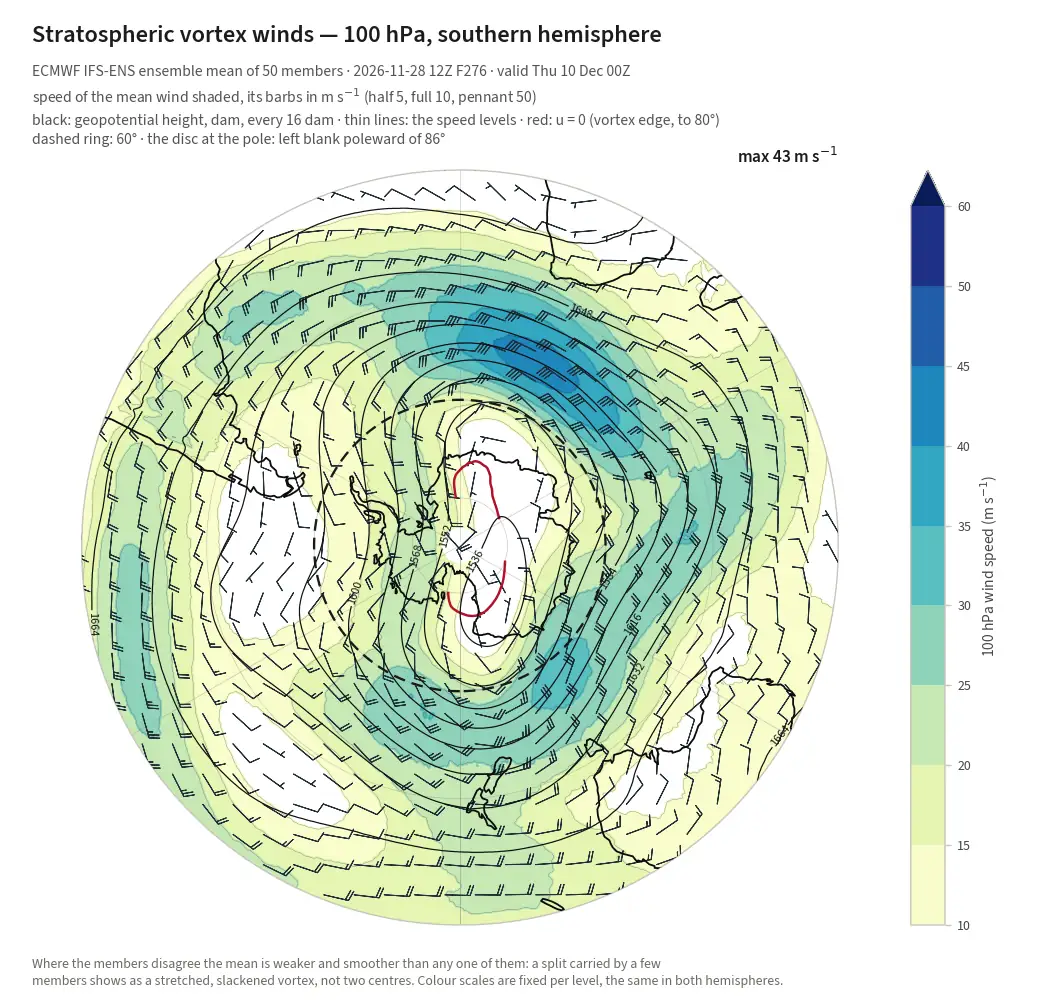 Stratospheric vortex winds — 100 hPa, southern hemisphere
ECMWF IFS-ENS ensemble mean of 50 members · 2026-11-28 12Z F276 · valid Thu 10 Dec 00Z
speed of the mean wind shaded, its barbs in m s⁻¹ (half 5, full 10, pennant 50)
black: geopotential height, dam, every 16 dam · thin lines: the speed levels · red: u = 0 (vortex edge, to 80°)
dashed ring: 60° · the disc at the pole: left blank poleward of 86°
max 43 m s⁻¹
60
50
45
40
35
30
25
20
15
10
100 hPa wind speed (m s⁻¹)
1648
1552
1536
1568
1600
1616
1632
1664
1664
Where the members disagree the mean is weaker and smoother than any one of them: a split carried by a few
members shows as a stretched, slackened vortex, not two centres. Colour scales are fixed per level, the same in both hemispheres.